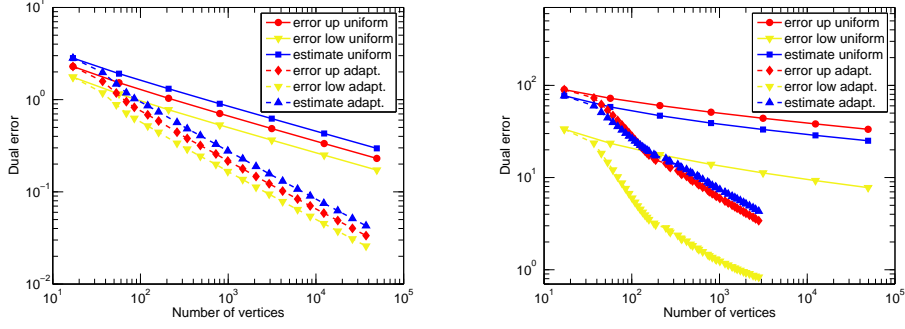 10^1
10^0
10^-1
10^-2
10^1
10^2
10^3
10^4
10^5
Dual error
Number of vertices
error up uniform
error low uniform
estimate uniform
error up adapt.
error low adapt.
estimate adapt.
10^2
10^1
10^0
10^1
10^2
10^3
10^4
10^5
Dual error
Number of vertices
error up uniform
error low uniform
estimate uniform
error up adapt.
error low adapt.
estimate adapt.